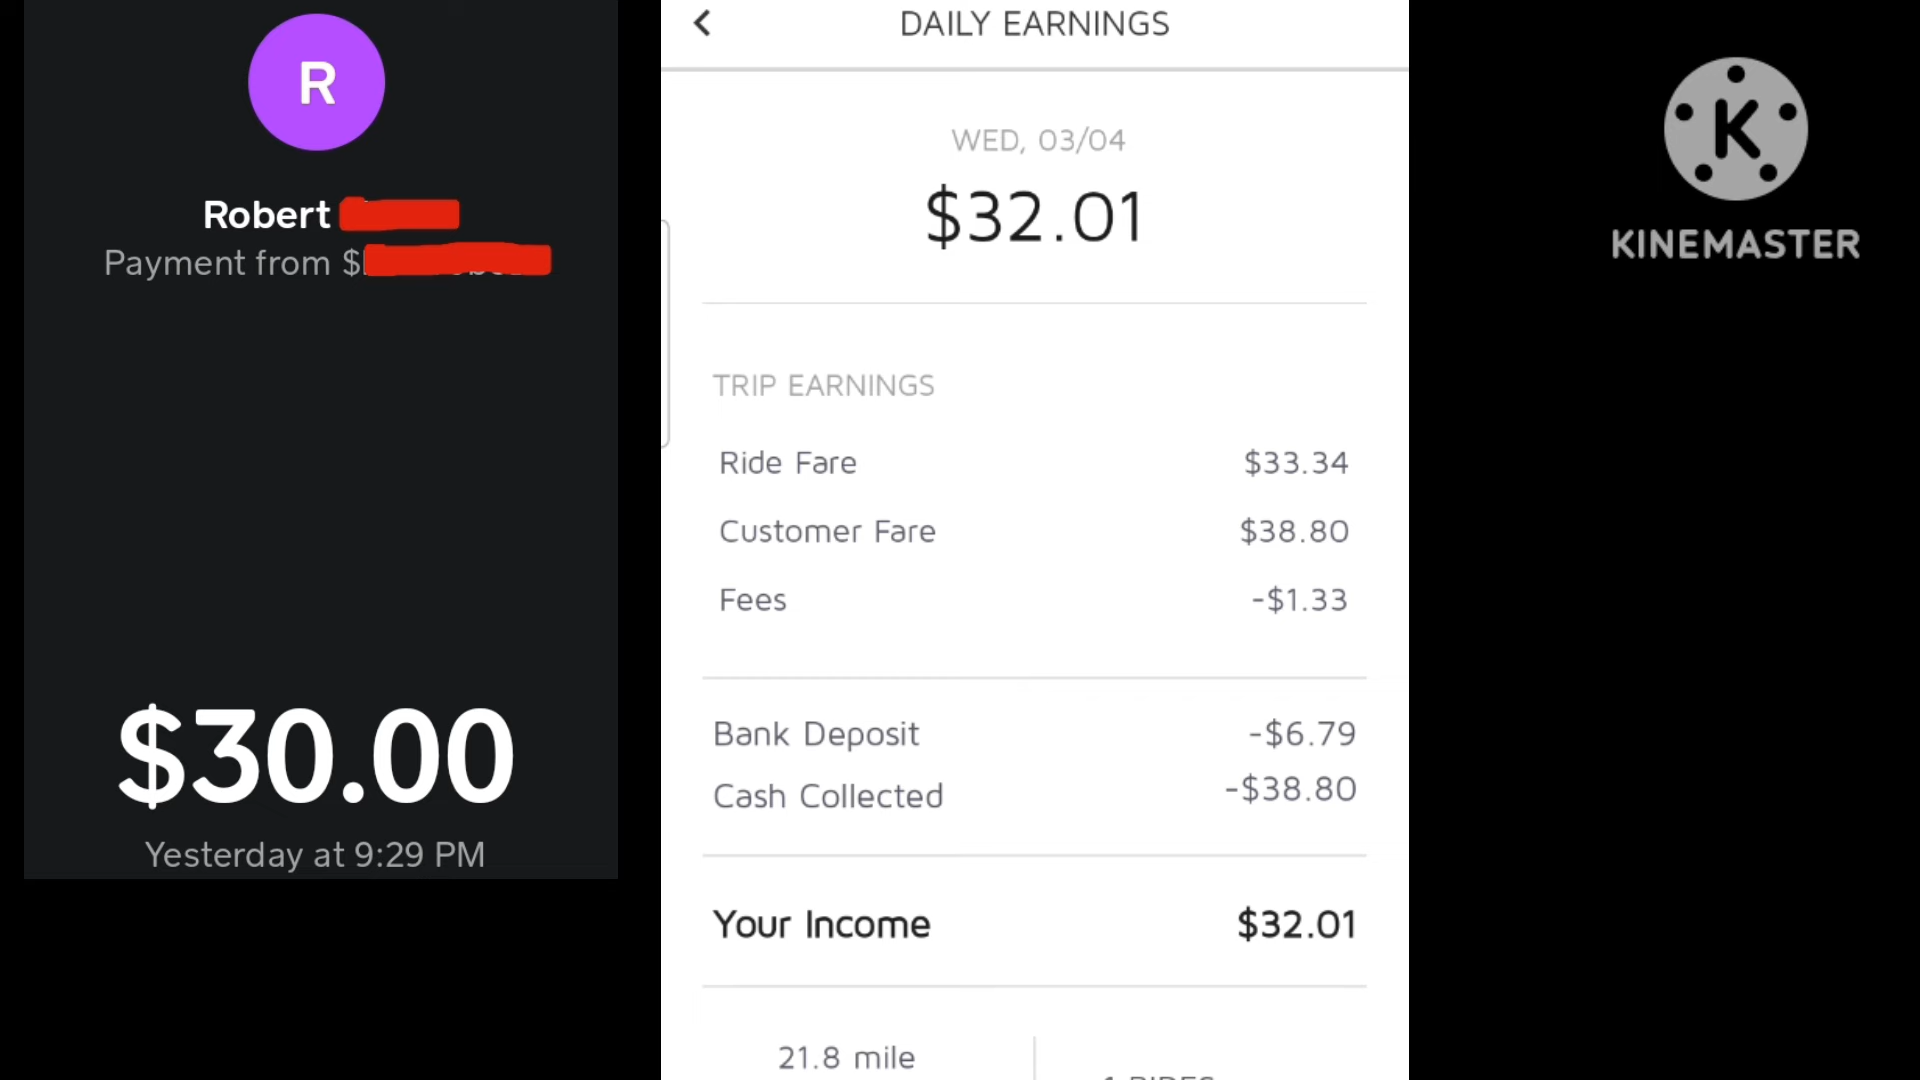 R
Robert
Payment from $
$30.00
Yesterday at 9:29 PM
DAILY EARNINGS
WED, 03/04
$32.01
TRIP EARNINGS
Ride Fare $33.34
Customer Fare $38.80
Fees -$1.33
Bank Deposit -$6.79
Cash Collected -$38.80
Your Income $32.01
21.8 mile
1 RIDES
K
KINEMASTER